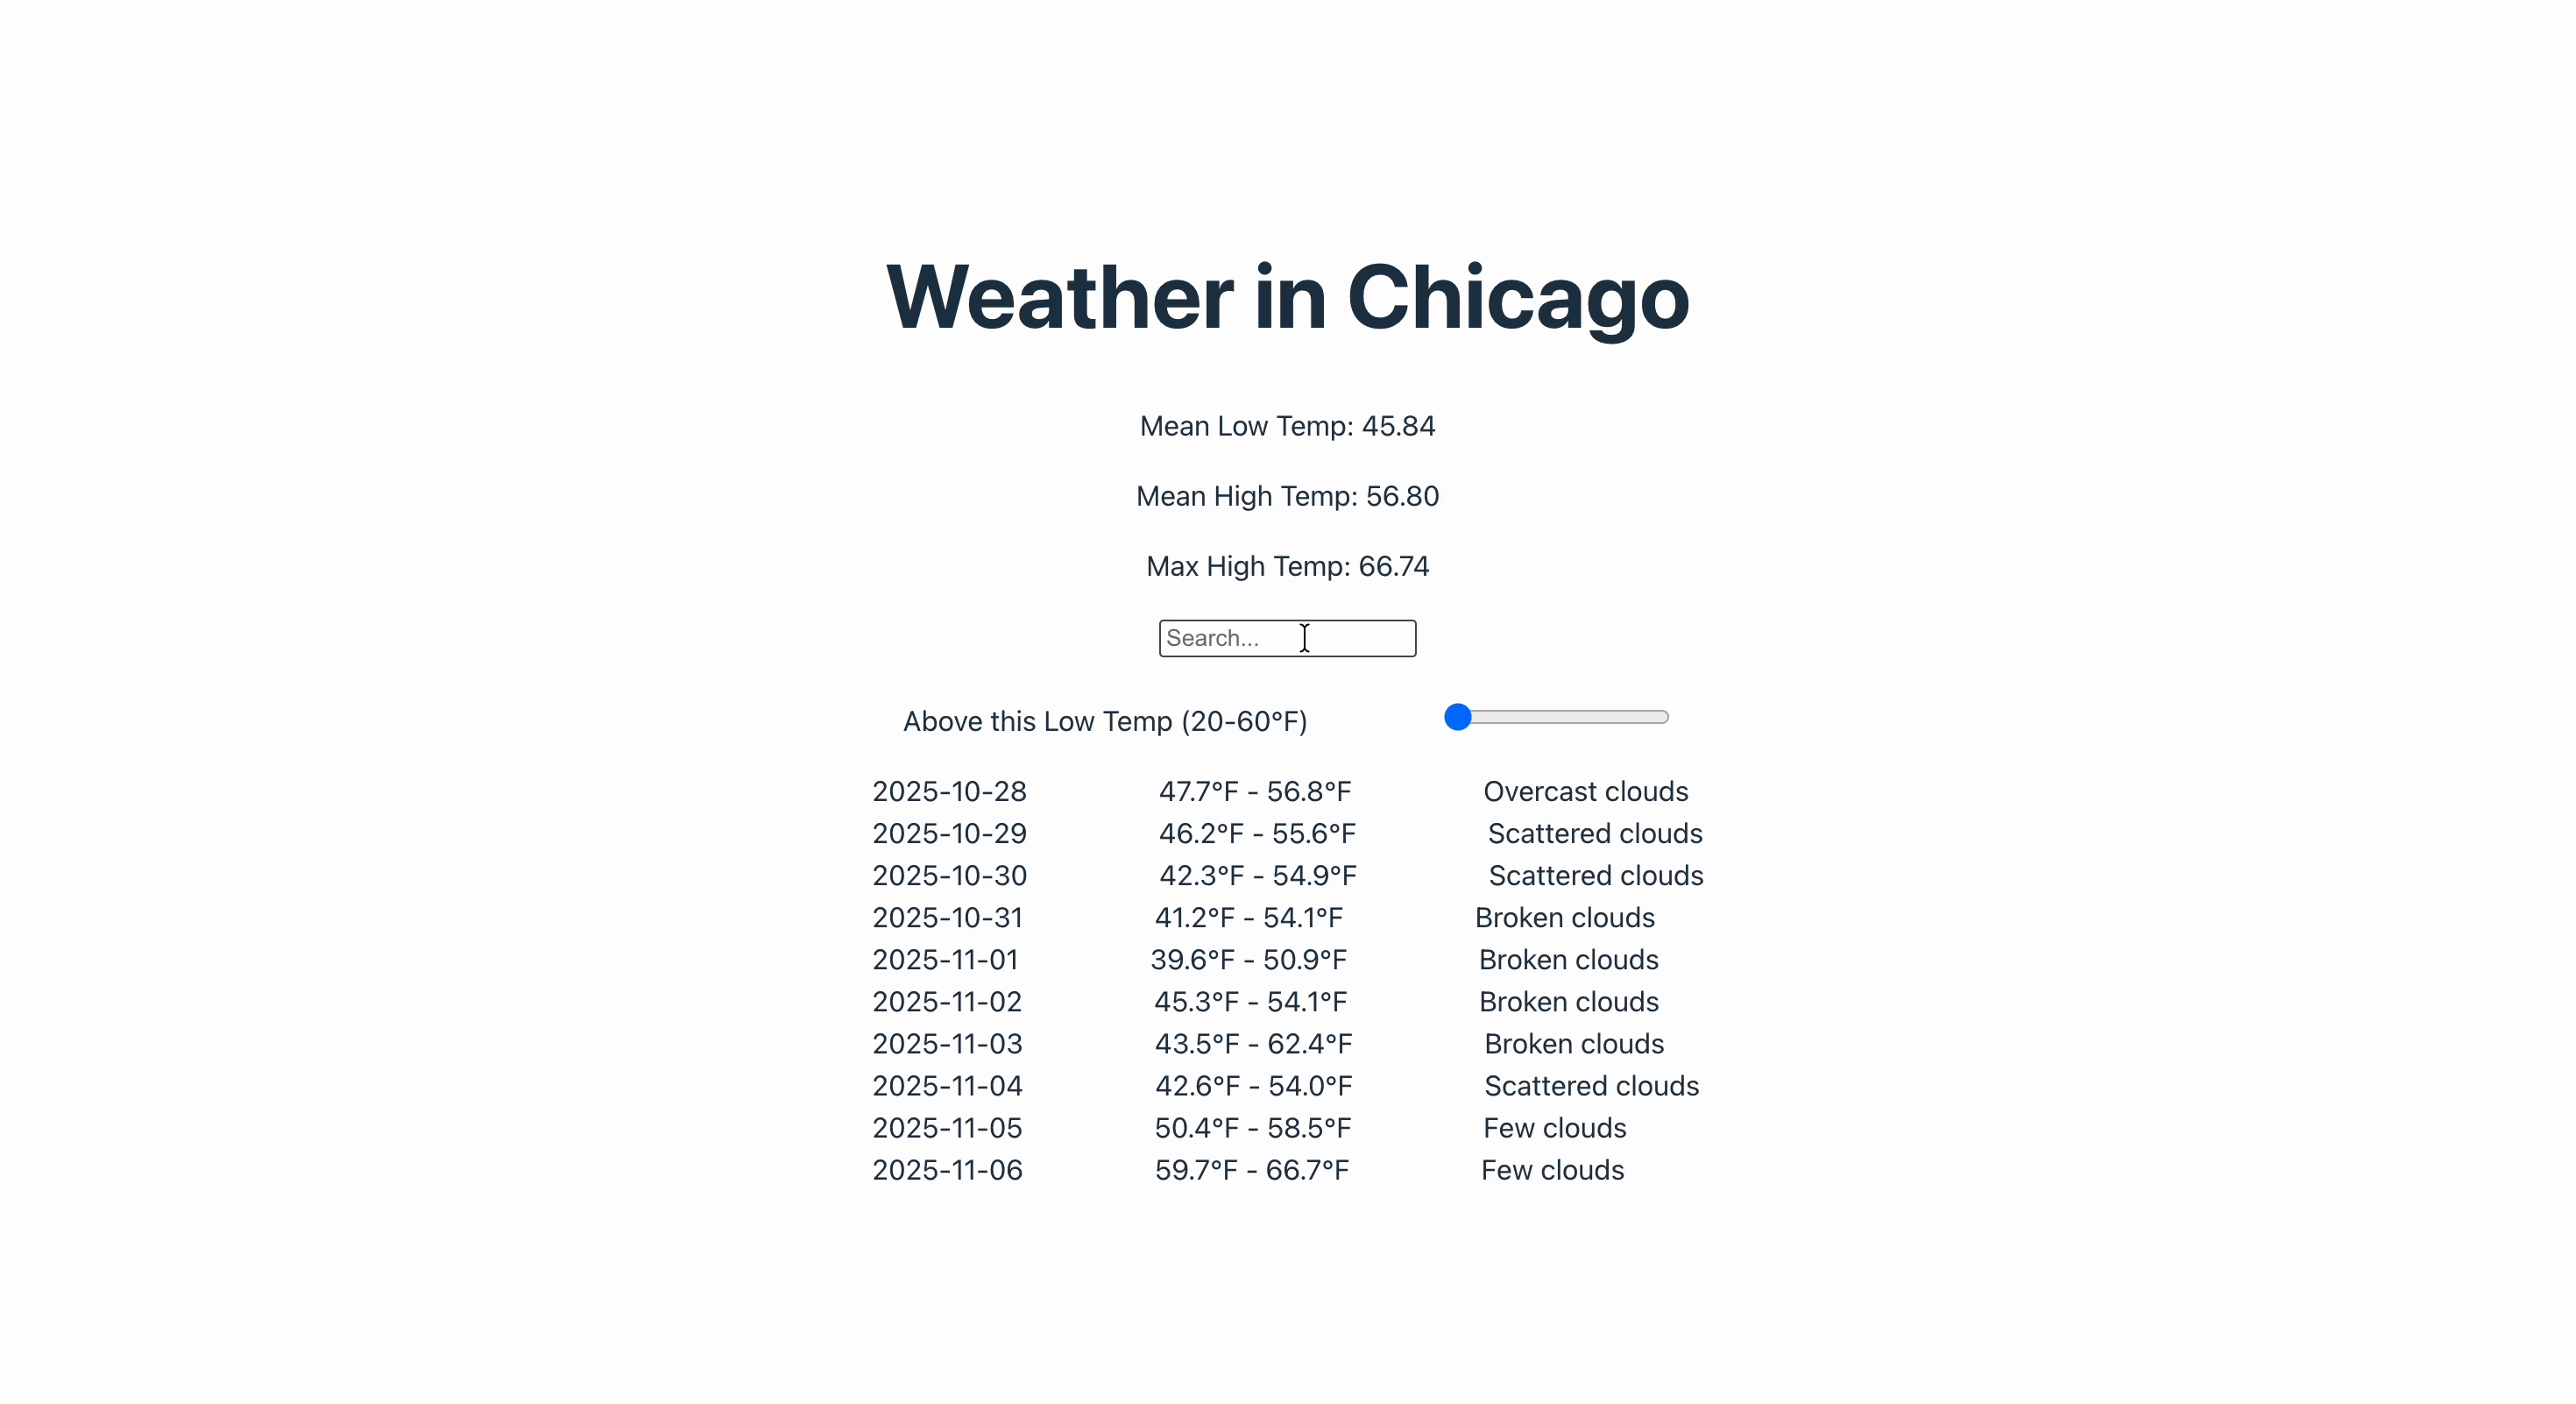 Weather in Chicago
Mean Low Temp: 45.84
Mean High Temp: 56.80
Max High Temp: 66.74
Search...
Above this Low Temp (20-60°F)
2025-10-28 47.7°F - 56.8°F Overcast clouds
2025-10-29 46.2°F - 55.6°F Scattered clouds
2025-10-30 42.3°F - 54.9°F Scattered clouds
2025-10-31 41.2°F - 54.1°F Broken clouds
2025-11-01 39.6°F - 50.9°F Broken clouds
2025-11-02 45.3°F - 54.1°F Broken clouds
2025-11-03 43.5°F - 62.4°F Broken clouds
2025-11-04 42.6°F - 54.0°F Scattered clouds
2025-11-05 50.4°F - 58.5°F Few clouds
2025-11-06 59.7°F - 66.7°F Few clouds